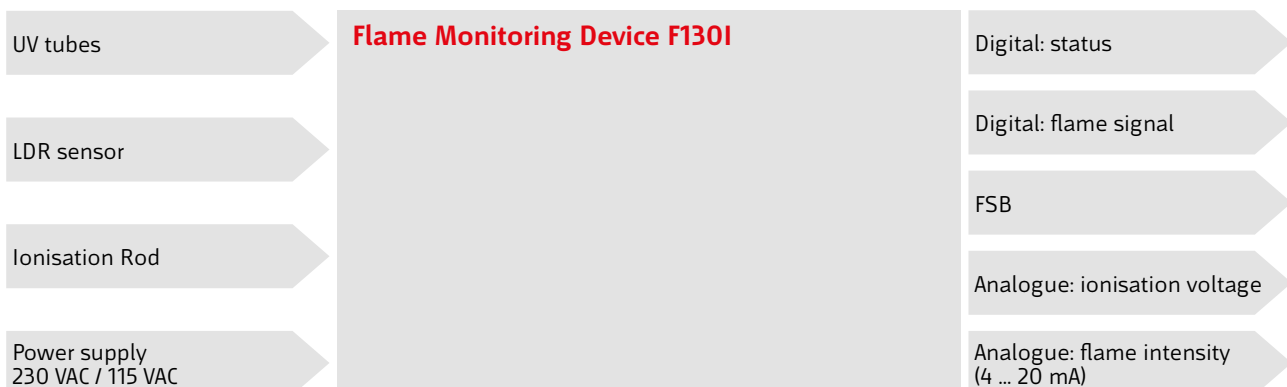 UV tubes
LDR sensor
Ionisation Rod
Power supply
230 VAC / 115 VAC
Flame Monitoring Device F130I
Digital: status
Digital: flame signal
FSB
Analogue: ionisation voltage
Analogue: flame intensity
(4 ... 20 mA)